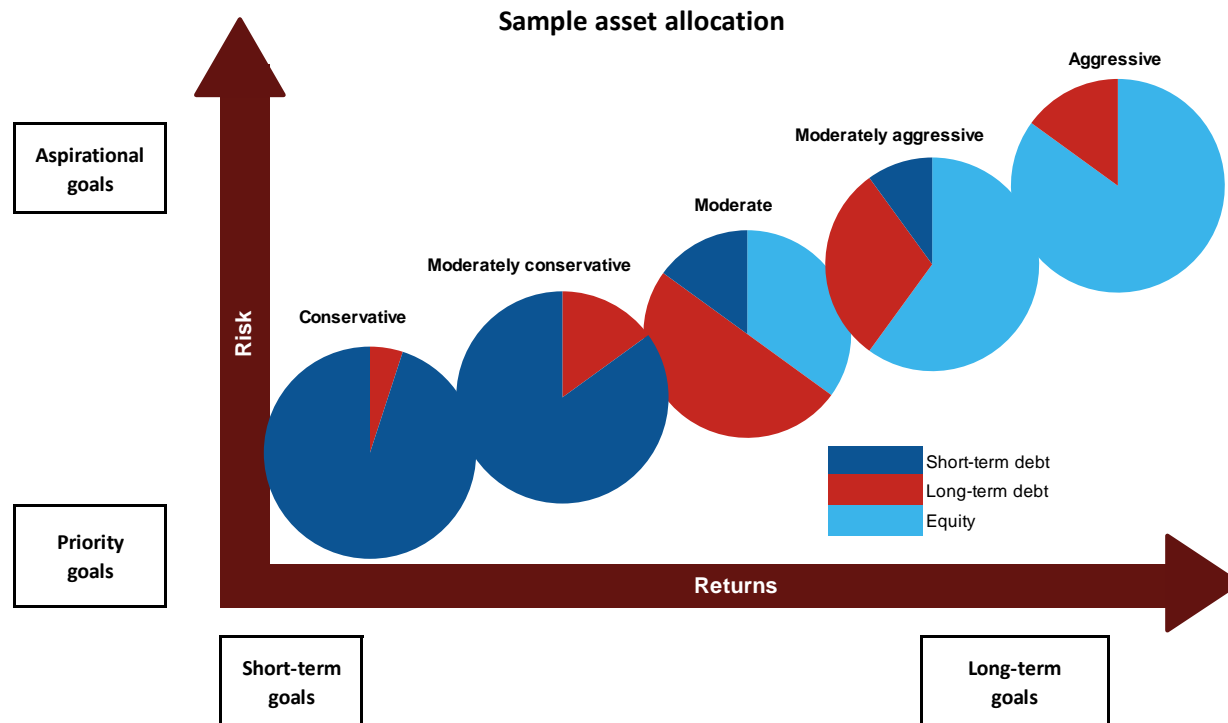 Sample asset allocation
Aggressive
Aspirational
goals
Moderately aggressive
Moderate
Moderately conservative
Conservative
Risk
Short-term debt
Long-term debt
Equity
Priority
goals
Returns
Short-term
goals
Long-term
goals